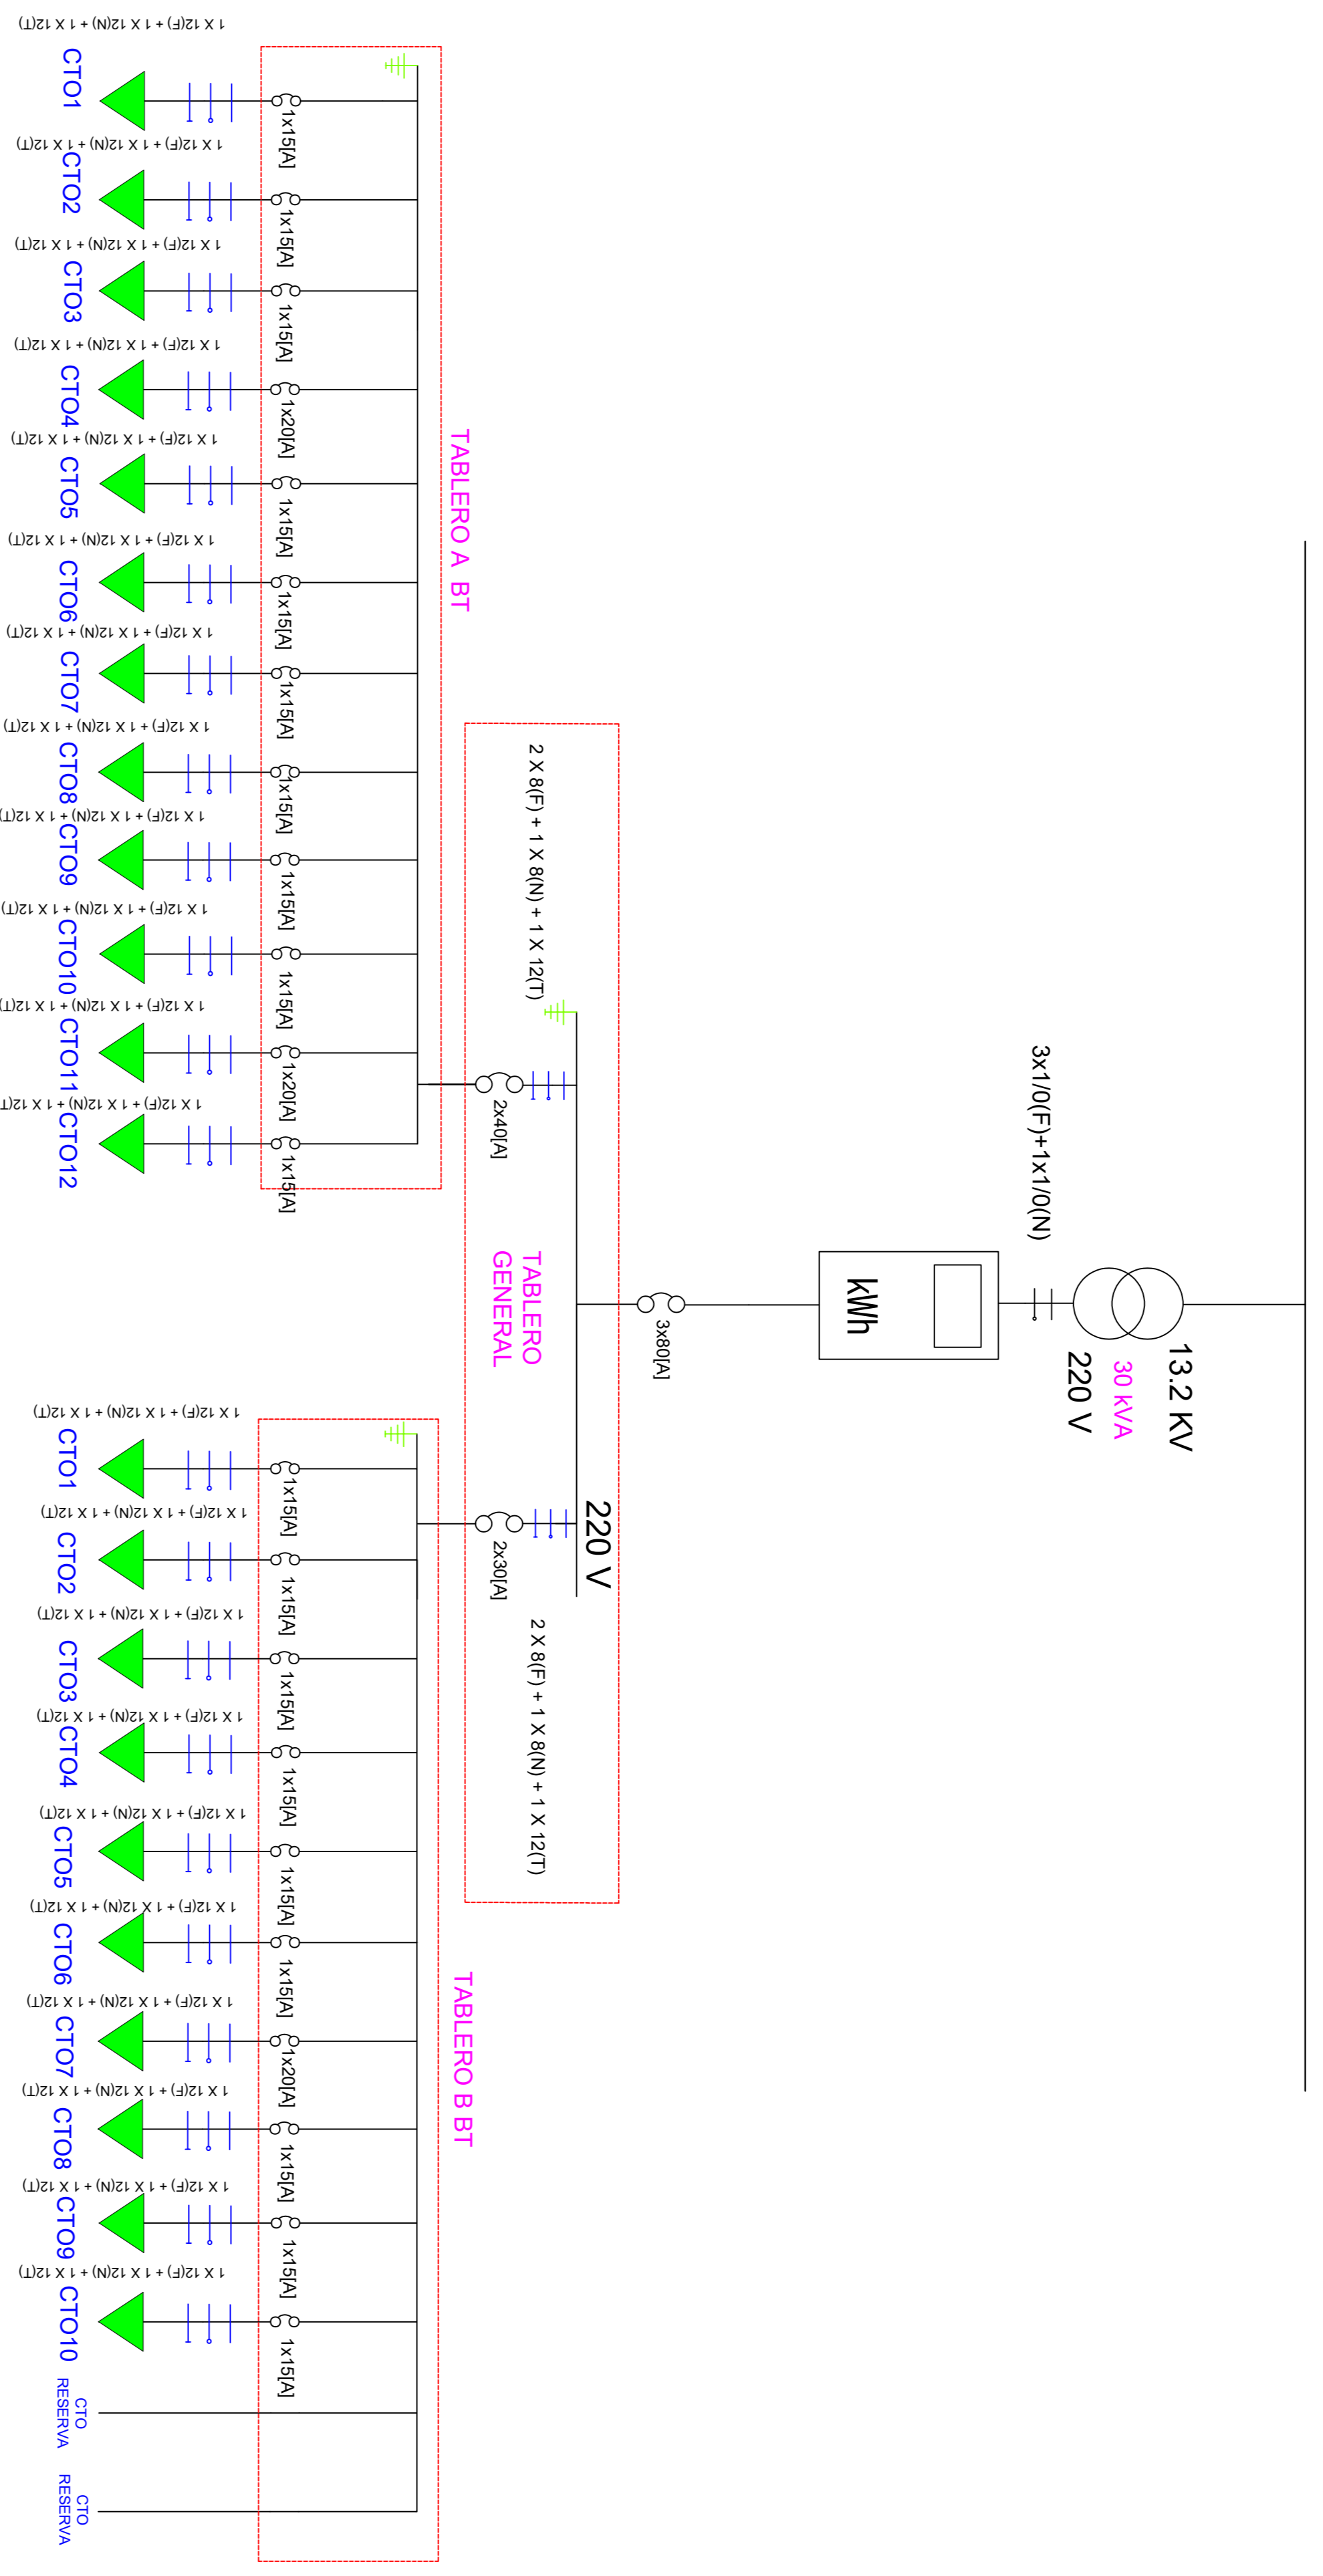 13.2 KV
30 kVA
220 V
3x1/0(F)+1x1/0(N)
kWh
3x80[A]
220 V
TABLERO
GENERAL
2 X 8(F) + 1 X 8(N) + 1 X 12(T)
2x40[A]
2 X 8(F) + 1 X 8(N) + 1 X 12(T)
2x30[A]
TABLERO A BT
1x15[A]
1x15[A]
1x15[A]
1x20[A]
1x15[A]
1x15[A]
1x15[A]
1x15[A]
1x15[A]
1x15[A]
1x20[A]
1x15[A]
1 X 12(F) + 1 X 12(N) + 1 X 12(T)
CTO1
1 X 12(F) + 1 X 12(N) + 1 X 12(T)
CTO2
1 X 12(F) + 1 X 12(N) + 1 X 12(T)
CTO3
1 X 12(F) + 1 X 12(N) + 1 X 12(T)
CTO4
1 X 12(F) + 1 X 12(N) + 1 X 12(T)
CTO5
1 X 12(F) + 1 X 12(N) + 1 X 12(T)
CTO6
1 X 12(F) + 1 X 12(N) + 1 X 12(T)
CTO7
1 X 12(F) + 1 X 12(N) + 1 X 12(T)
CTO8
1 X 12(F) + 1 X 12(N) + 1 X 12(T)
CTO9
1 X 12(F) + 1 X 12(N) + 1 X 12(T)
CTO10
1 X 12(F) + 1 X 12(N) + 1 X 12(T)
CTO11
1 X 12(F) + 1 X 12(N) + 1 X 12(T)
CTO12
TABLERO B BT
1x15[A]
1x15[A]
1x15[A]
1x15[A]
1x15[A]
1x15[A]
1x20[A]
1x15[A]
1x15[A]
1x15[A]
1 X 12(F) + 1 X 12(N) + 1 X 12(T)
CTO1
1 X 12(F) + 1 X 12(N) + 1 X 12(T)
CTO2
1 X 12(F) + 1 X 12(N) + 1 X 12(T)
CTO3
1 X 12(F) + 1 X 12(N) + 1 X 12(T)
CTO4
1 X 12(F) + 1 X 12(N) + 1 X 12(T)
CTO5
1 X 12(F) + 1 X 12(N) + 1 X 12(T)
CTO6
1 X 12(F) + 1 X 12(N) + 1 X 12(T)
CTO7
1 X 12(F) + 1 X 12(N) + 1 X 12(T)
CTO8
1 X 12(F) + 1 X 12(N) + 1 X 12(T)
CTO9
1 X 12(F) + 1 X 12(N) + 1 X 12(T)
CTO10
CTO
RESERVA
CTO
RESERVA